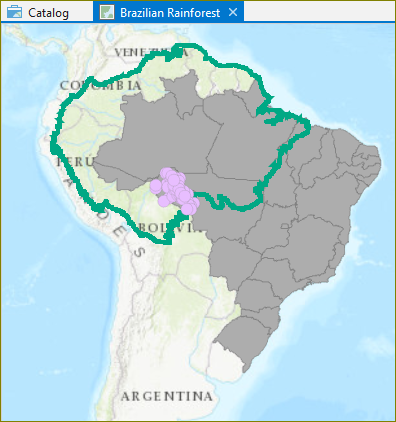 Catalog
Brazilian Rainforest
VENEZUELA
COLOMBIA
PERU
ANDES
BOLIVIA
ARGENTINA